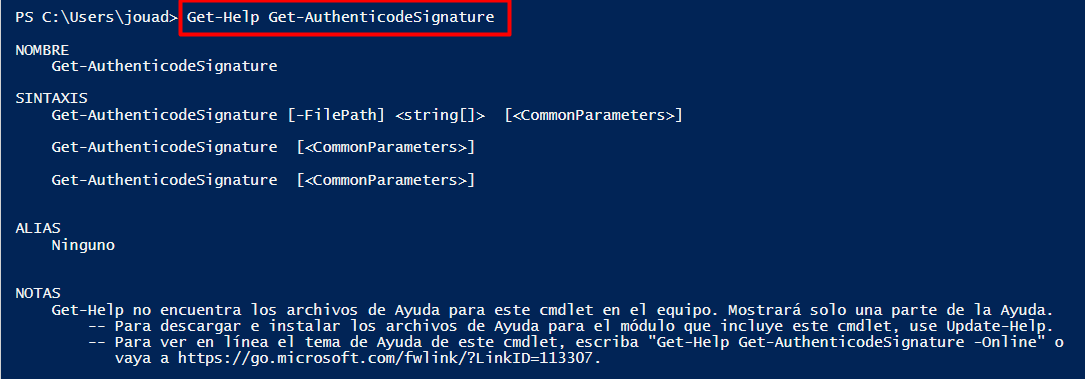 PS C:\Users\jouad> Get-Help Get-AuthenticodeSignature
NOMBRE
Get-AuthenticodeSignature
SINTAXIS
Get-AuthenticodeSignature [-FilePath] <string[]>  [<CommonParameters>]
Get-AuthenticodeSignature  [<CommonParameters>]
Get-AuthenticodeSignature  [<CommonParameters>]
ALIAS
Ninguno
NOTAS
Get-Help no encuentra los archivos de Ayuda para este cmdlet en el equipo. Mostrará solo una parte de la Ayuda.
-- Para descargar e instalar los archivos de Ayuda para el módulo que incluye este cmdlet, use Update-Help.
-- Para ver en línea el tema de Ayuda de este cmdlet, escriba "Get-Help Get-AuthenticodeSignature -Online" o
vaya a https://go.microsoft.com/fwlink/?LinkID=113307.